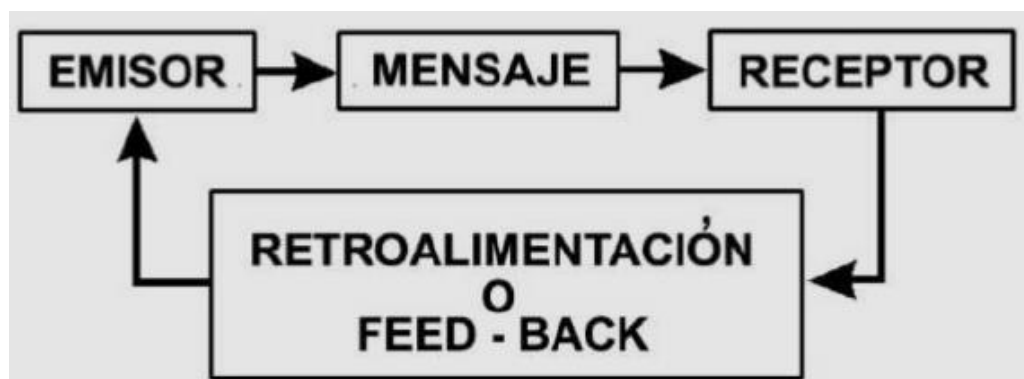 EMISOR
MENSAJE
RECEPTOR
RETROALIMENTACIÓN
O
FEED - BACK